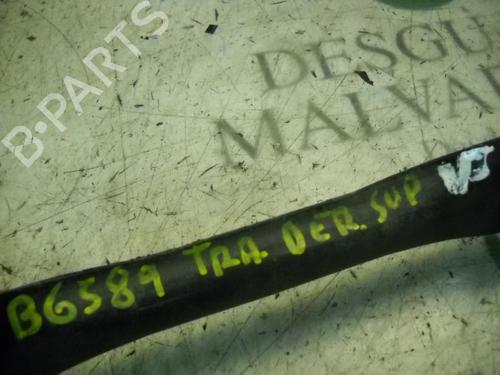 B-PARTS
DESGU
MALVA
B6589 TRA. DER. SUP